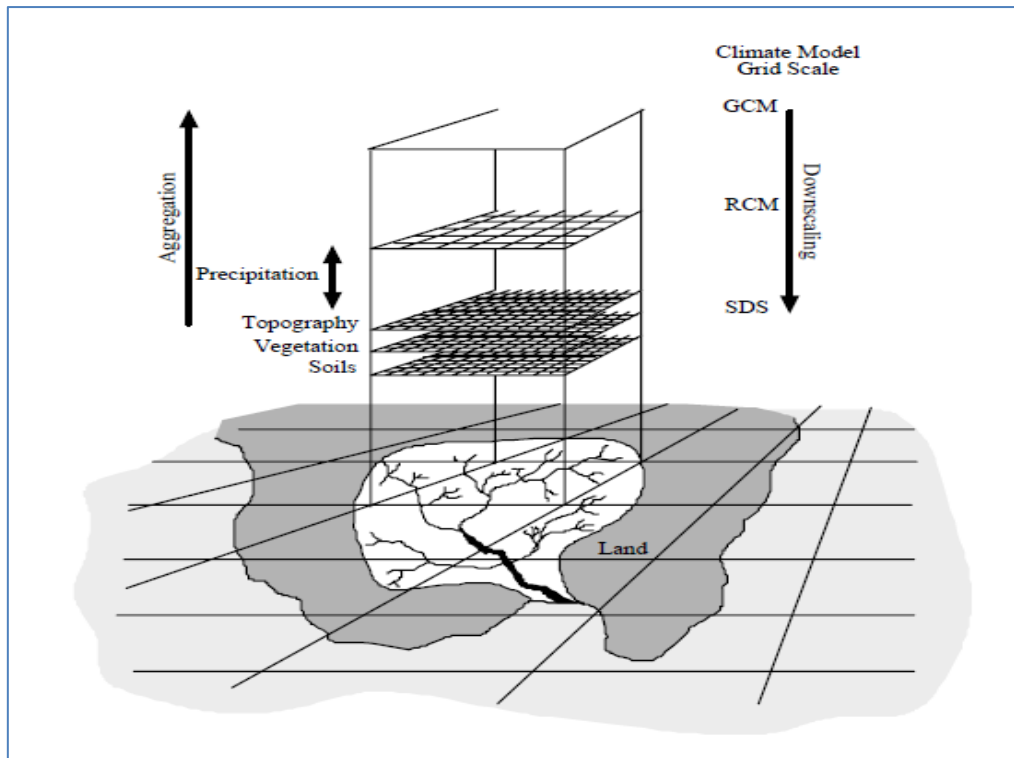 Climate Model
Grid Scale
GCM
Aggregation
Downscaling
RCM
Precipitation
SDS
Topography
Vegetation
Soils
Land